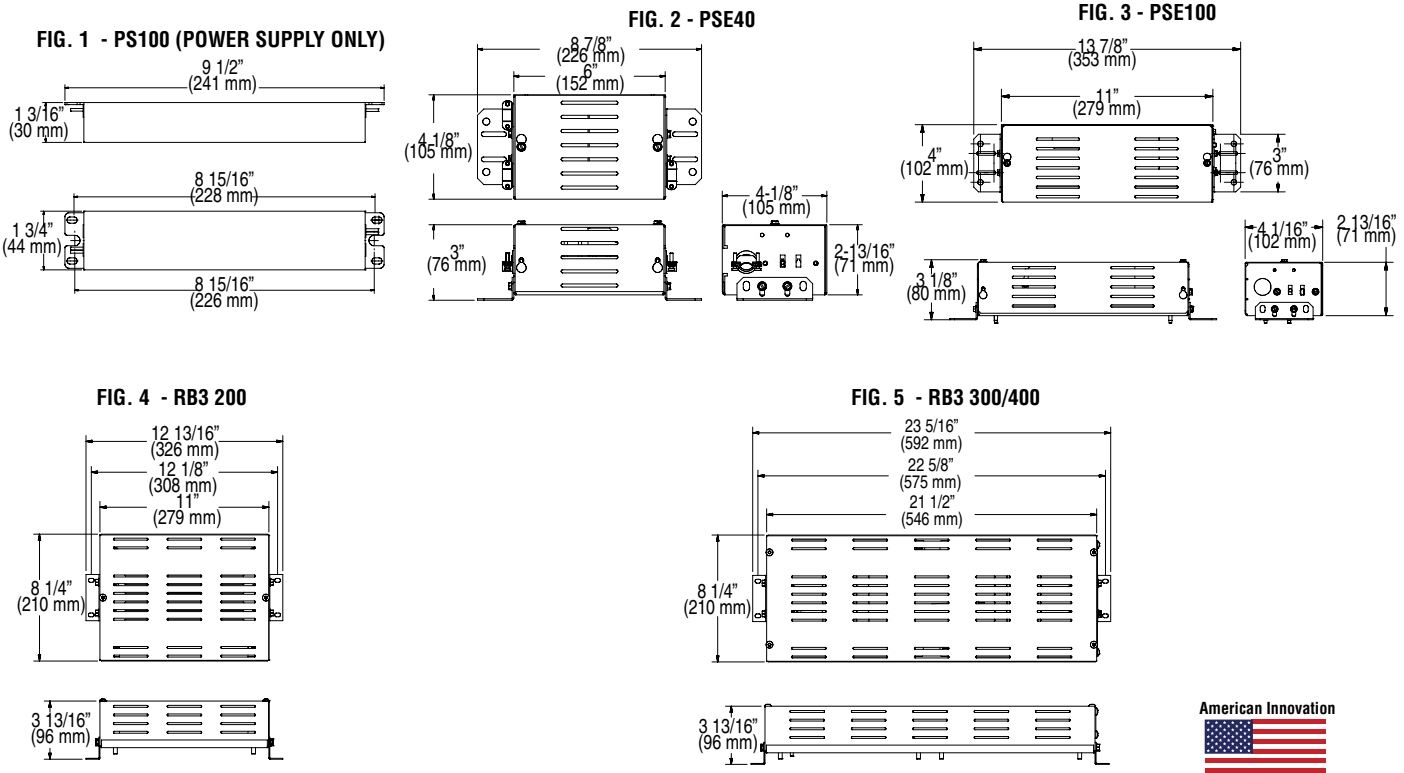 FIG. 1 - PS100 (POWER SUPPLY ONLY)
9 1/2”
(241 mm)
1 3/16”
(30 mm)
8 15/16”
(228 mm)
1 3/4”
(44 mm)
8 15/16”
(226 mm)
FIG. 2 - PSE40
8 7/8”
(226 mm)
6”
(152 mm)
4 1/8”
(105 mm)
4-1/8”
(105 mm)
3”
(76 mm)
2-13/16”
(71 mm)
FIG. 3 - PSE100
13 7/8”
(353 mm)
11”
(279 mm)
4”
(102 mm)
3”
(76 mm)
4 1/16”
(102 mm)
2 13/16”
(71 mm)
3 1/8”
(80 mm)
FIG. 4 - RB3 200
12 13/16”
(326 mm)
12 1/8”
(308 mm)
11”
(279 mm)
8 1/4”
(210 mm)
3 13/16”
(96 mm)
FIG. 5 - RB3 300/400
23 5/16”
(592 mm)
22 5/8”
(575 mm)
21 1/2”
(546 mm)
8 1/4”
(210 mm)
3 13/16”
(96 mm)
American Innovation